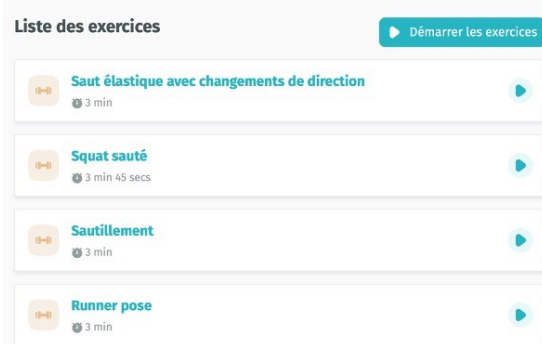 Liste des exercices
Démarrer les exercices
Saut élastique avec changements de direction
3 min
Squat sauté
3 min 45 secs
Sautillement
3 min
Runner pose
3 min